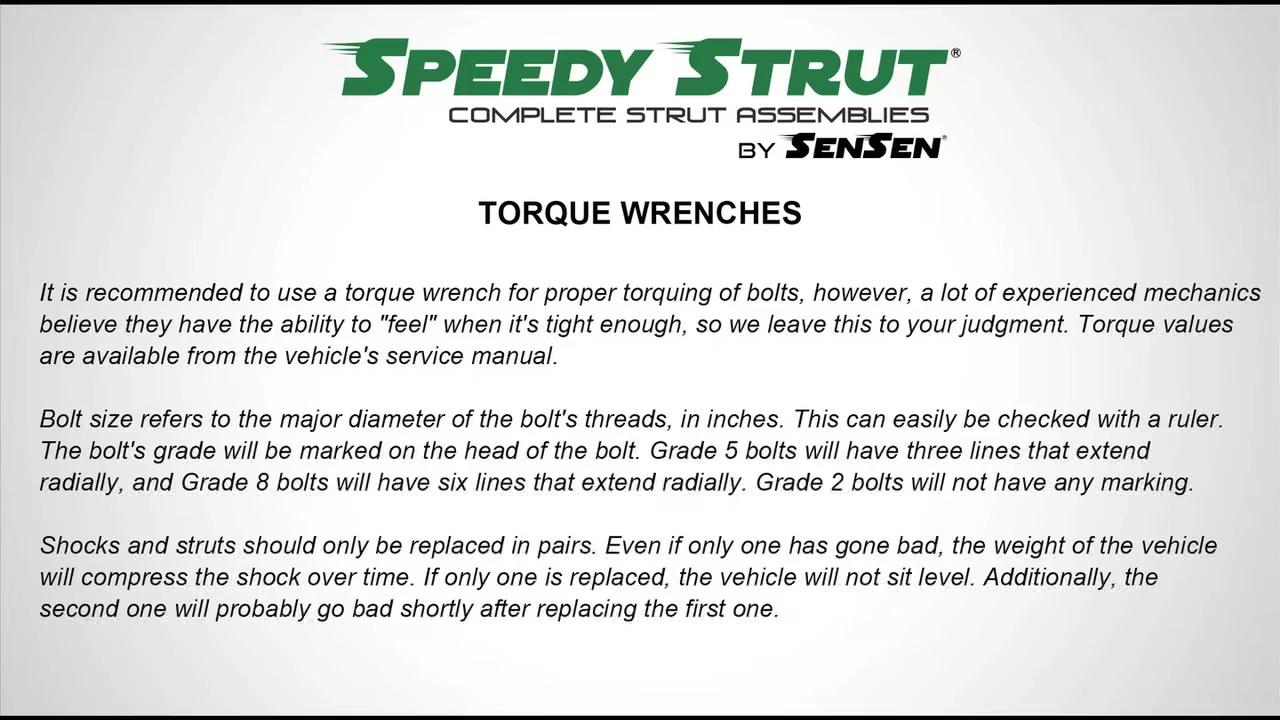 SPEEDY STRUT®
COMPLETE STRUT ASSEMBLIES
BY SENSEN®
TORQUE WRENCHES
It is recommended to use a torque wrench for proper torquing of bolts, however, a lot of experienced mechanics
believe they have the ability to "feel" when it's tight enough, so we leave this to your judgment. Torque values
are available from the vehicle's service manual.
Bolt size refers to the major diameter of the bolt's threads, in inches. This can easily be checked with a ruler.
The bolt's grade will be marked on the head of the bolt. Grade 5 bolts will have three lines that extend
radially, and Grade 8 bolts will have six lines that extend radially. Grade 2 bolts will not have any marking.
Shocks and struts should only be replaced in pairs. Even if only one has gone bad, the weight of the vehicle
will compress the shock over time. If only one is replaced, the vehicle will not sit level. Additionally, the
second one will probably go bad shortly after replacing the first one.